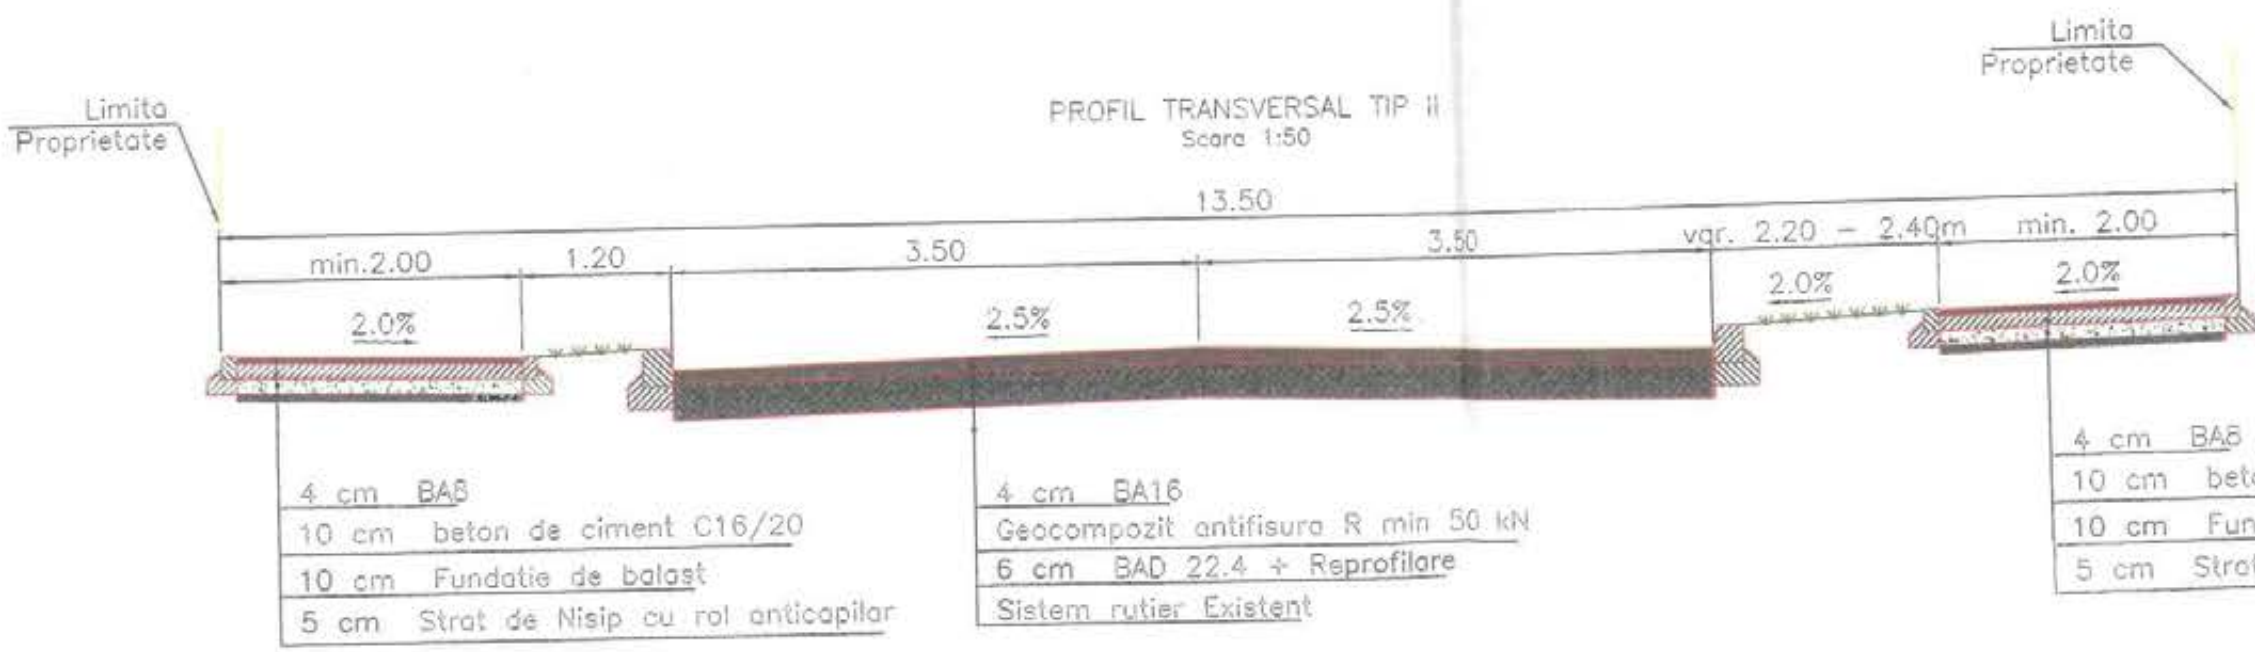 Limita
Proprietate
Limita
Proprietate
PROFIL TRANSVERSAL TIP II
Scara 1:50
13.50
min.2.00
1.20
3.50
3.50
var. 2.20 - 2.40m
min. 2.00
2.0%
2.5%
2.5%
2.0%
2.0%
4 cm BA8
10 cm beton de ciment C16/20
10 cm Fundatie de balast
5 cm Strat de Nisip cu rol anticapilar
4 cm BA16
Geocompozit antifisura R min 50 kN
6 cm BAD 22.4 + Reprofilare
Sistem rutier Existent
4 cm BA8
10 cm beto
10 cm Fun
5 cm Strat